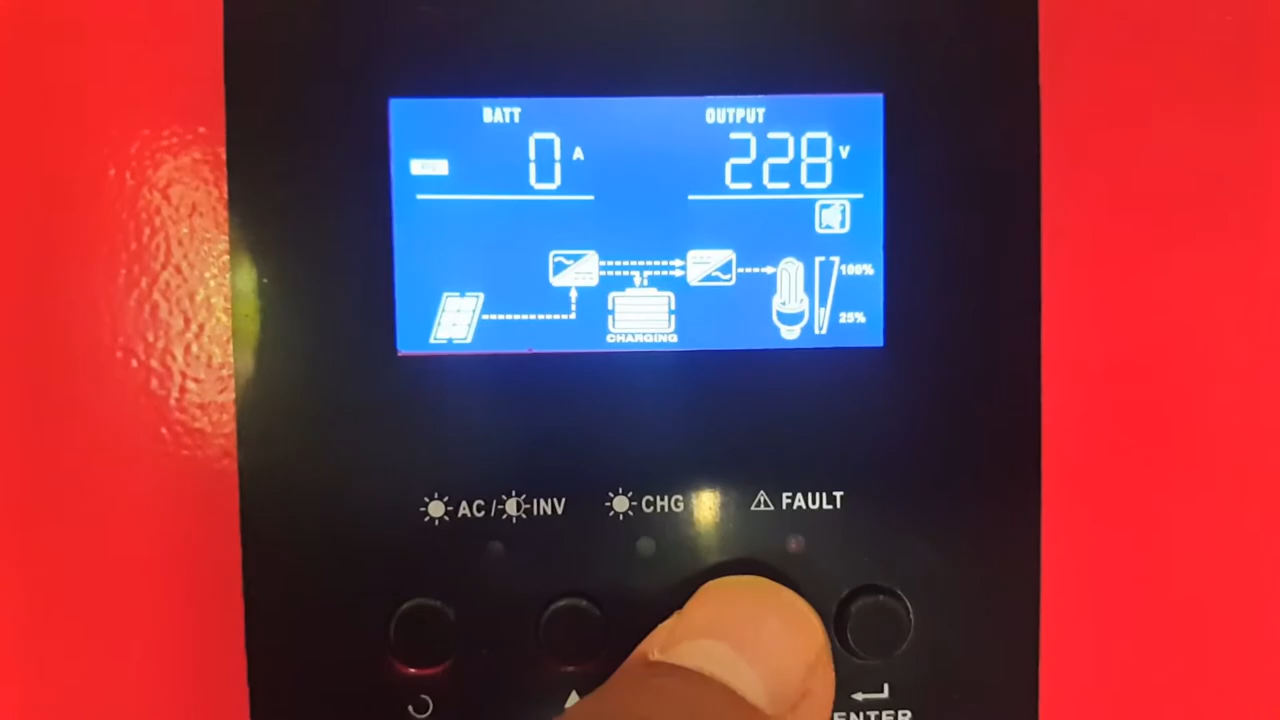 BATT
OUTPUT
0 A
228 V
100%
25%
CHARGING
AC / INV
CHG
FAULT
ENTER